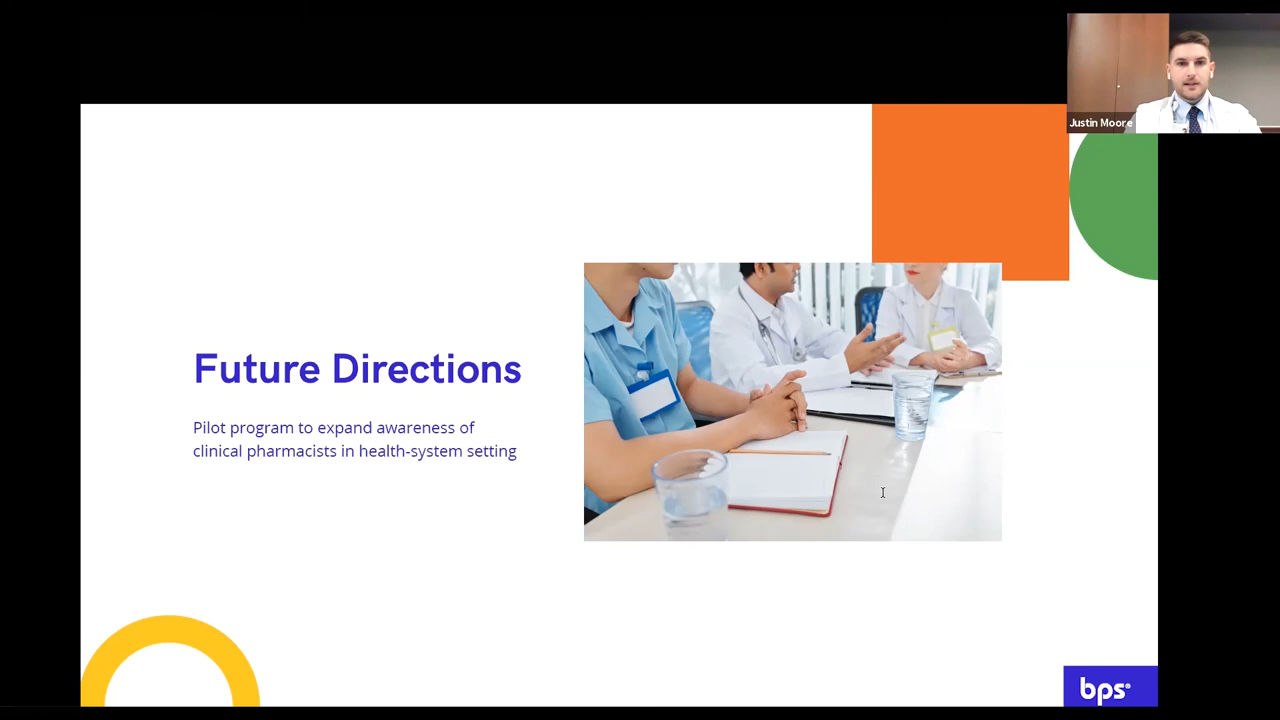 Justin Moore
Future Directions
Pilot program to expand awareness of
clinical pharmacists in health-system setting
bps®